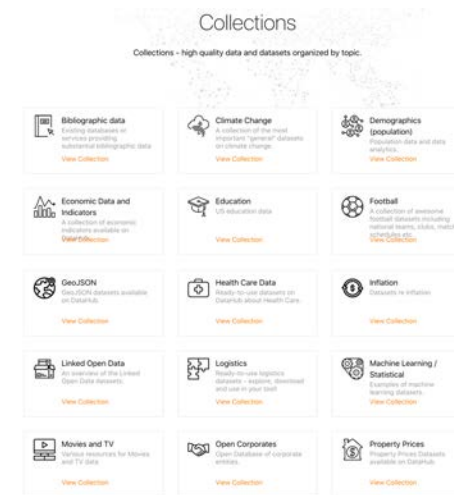 Collections
Collections - high quality data and datasets organized by topic.
Bibliographic data
Existing databases or
services providing
substantial bibliographic data
View Collection
Climate Change
A collection of the most
important "general" datasets
on climate change.
View Collection
Demographics
(population)
Population data and data
analytics.
View Collection
Economic Data and
Indicators
A collection of economic
indicators available on
DataHub.
View Collection
Education
US education data
View Collection
Football
A collection of awesome
football datasets including
national teams, clubs, match
schedules etc.
View Collection
GeoJSON
GeoJSON datasets available
on DataHub
View Collection
Health Care Data
Ready-to-use datasets on
DataHub about Health Care.
View Collection
Inflation
Datasets re inflation
View Collection
Linked Open Data
An overview of the Linked
Open Data datasets.
View Collection
Logistics
Ready-to-use logistics
datasets - explore, download
and use in your tool!
View Collection
Machine Learning /
Statistical
Examples of machine
learning datasets.
View Collection
Movies and TV
Various resources for Movies
and TV data
View Collection
Open Corporates
Open Database of corporate
entities.
View Collection
Property Prices
Property Prices Datasets
available on DataHub.
View Collection